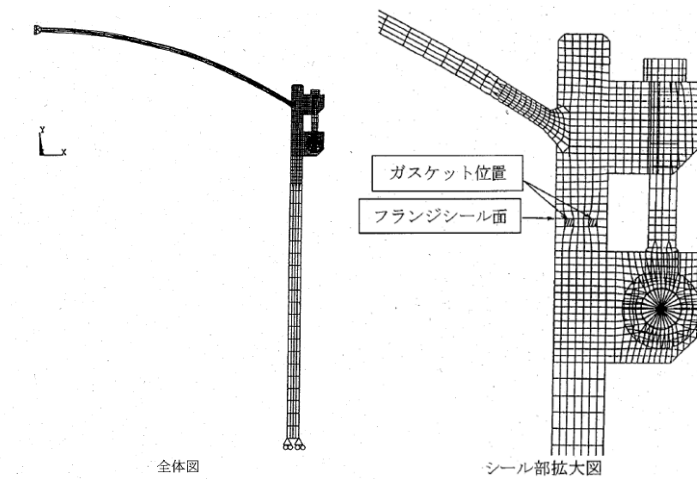 Y
X
ガスケット位置
フランジシール面
全体図
シール部拡大図